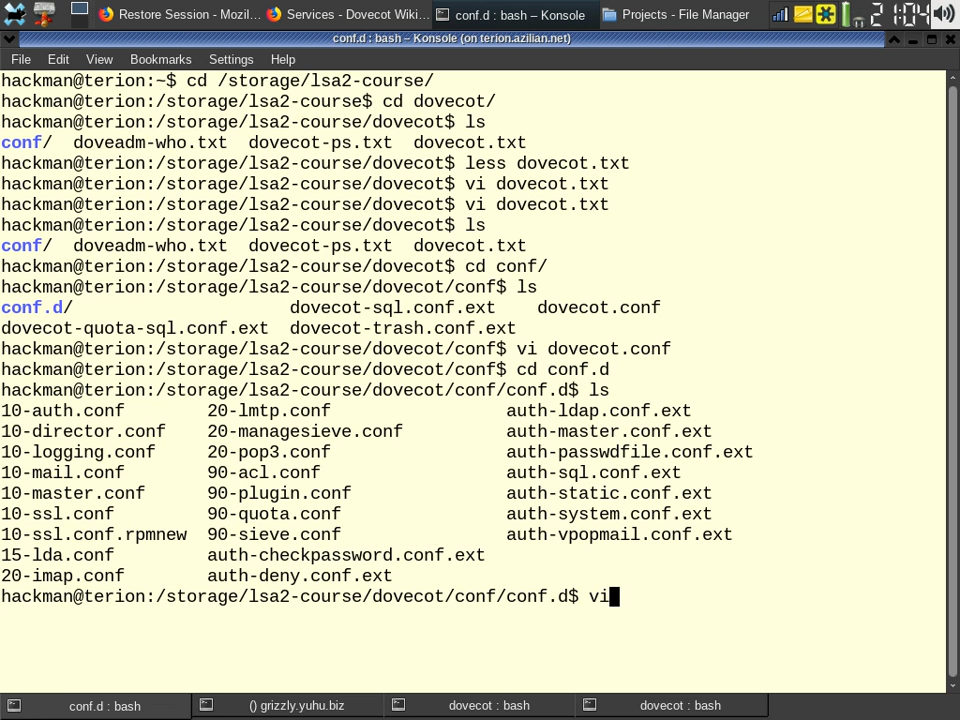 Restore Session - Mozil...
Services - Dovecot Wiki...
conf.d : bash – Konsole
Projects - File Manager
21:04
conf.d : bash – Konsole (on terion.azilian.net)
File Edit View Bookmarks Settings Help
hackman@terion:~$ cd /storage/lsa2-course/
hackman@terion:/storage/lsa2-course$ cd dovecot/
hackman@terion:/storage/lsa2-course/dovecot$ ls
conf/  doveadm-who.txt  dovecot-ps.txt  dovecot.txt
hackman@terion:/storage/lsa2-course/dovecot$ less dovecot.txt
hackman@terion:/storage/lsa2-course/dovecot$ vi dovecot.txt
hackman@terion:/storage/lsa2-course/dovecot$ vi dovecot.txt
hackman@terion:/storage/lsa2-course/dovecot$ ls
conf/  doveadm-who.txt  dovecot-ps.txt  dovecot.txt
hackman@terion:/storage/lsa2-course/dovecot$ cd conf/
hackman@terion:/storage/lsa2-course/dovecot/conf$ ls
conf.d/                     dovecot-sql.conf.ext    dovecot.conf
dovecot-quota-sql.conf.ext  dovecot-trash.conf.ext
hackman@terion:/storage/lsa2-course/dovecot/conf$ vi dovecot.conf
hackman@terion:/storage/lsa2-course/dovecot/conf$ cd conf.d
hackman@terion:/storage/lsa2-course/dovecot/conf/conf.d$ ls
10-auth.conf        20-lmtp.conf                 auth-ldap.conf.ext
10-director.conf    20-managesieve.conf          auth-master.conf.ext
10-logging.conf     20-pop3.conf                 auth-passwdfile.conf.ext
10-mail.conf        90-acl.conf                  auth-sql.conf.ext
10-master.conf      90-plugin.conf               auth-static.conf.ext
10-ssl.conf         90-quota.conf                auth-system.conf.ext
10-ssl.conf.rpmnew  90-sieve.conf                auth-vpopmail.conf.ext
15-lda.conf         auth-checkpassword.conf.ext
20-imap.conf        auth-deny.conf.ext
hackman@terion:/storage/lsa2-course/dovecot/conf/conf.d$ vi
conf.d : bash
() grizzly.yuhu.biz
dovecot : bash
dovecot : bash